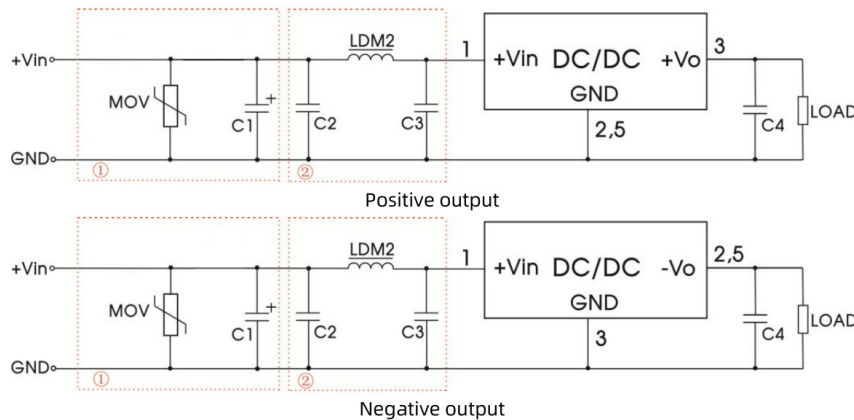 LDM2
1
3
+Vin
+Vin DC/DC +Vo
MOV
+
GND
C1
C2
C3
2,5
C4
LOAD
GND
①
②
Positive output
LDM2
1
2,5
+Vin
+Vin DC/DC -Vo
MOV
+
GND
C1
C2
C3
3
C4
LOAD
GND
①
②
Negative output